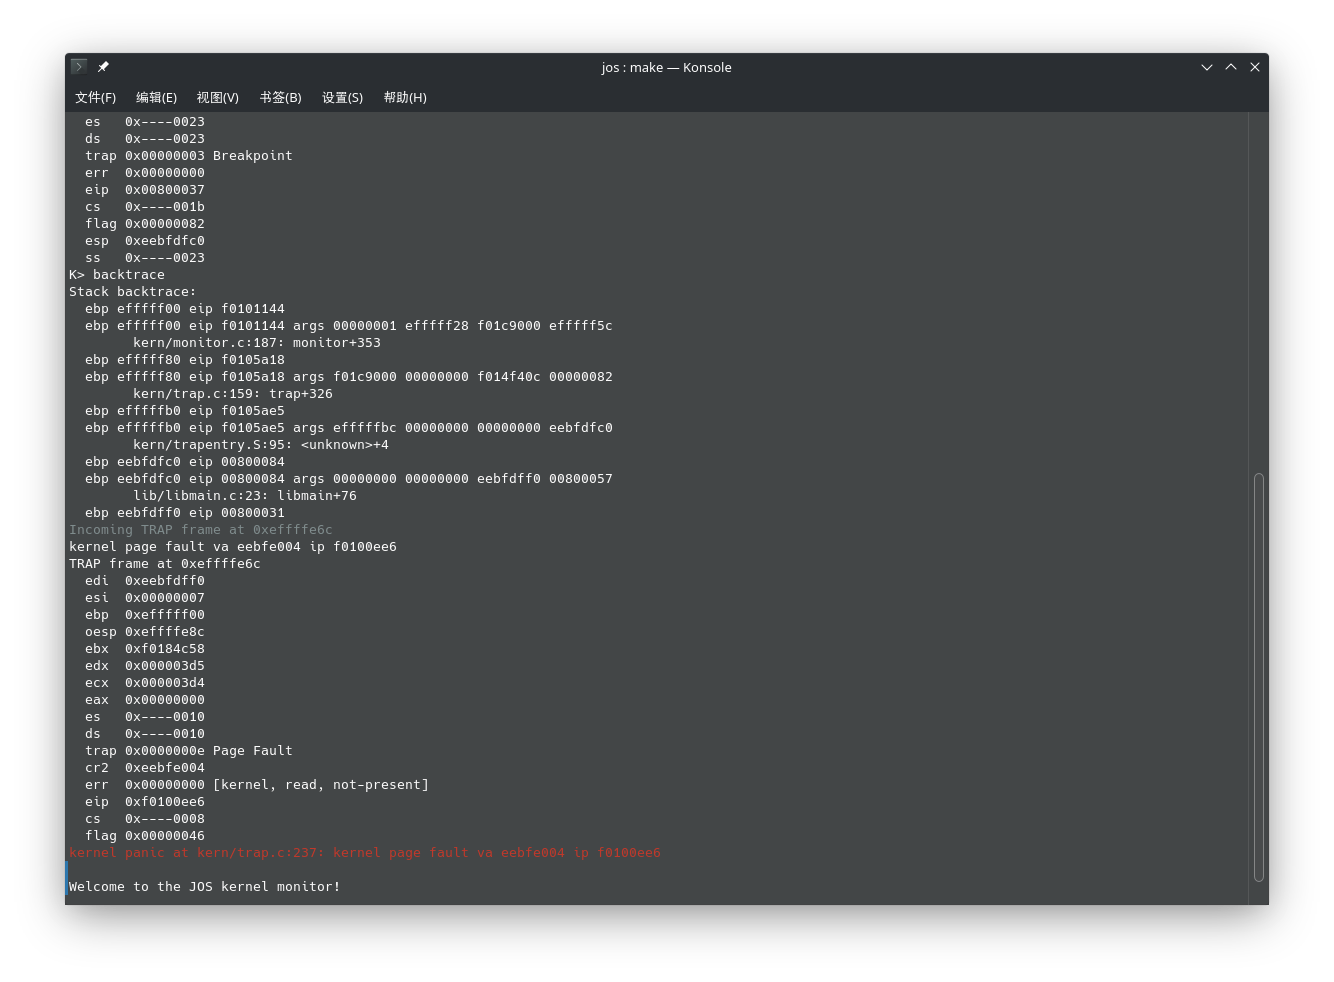 jos : make — Konsole
文件(F) 编辑(E) 视图(V) 书签(B) 设置(S) 帮助(H)
  es   0x----0023
  ds   0x----0023
  trap 0x00000003 Breakpoint
  err  0x00000000
  eip  0x00800037
  cs   0x----001b
  flag 0x00000082
  esp  0xeebfdfc0
  ss   0x----0023
K> backtrace
Stack backtrace:
  ebp efffff00 eip f0101144
  ebp efffff00 eip f0101144 args 00000001 efffff28 f01c9000 efffff5c
        kern/monitor.c:187: monitor+353
  ebp efffff80 eip f0105a18
  ebp efffff80 eip f0105a18 args f01c9000 00000000 f014f40c 00000082
        kern/trap.c:159: trap+326
  ebp efffffb0 eip f0105ae5
  ebp efffffb0 eip f0105ae5 args efffffbc 00000000 00000000 eebfdfc0
        kern/trapentry.S:95: <unknown>+4
  ebp eebfdfc0 eip 00800084
  ebp eebfdfc0 eip 00800084 args 00000000 00000000 eebfdff0 00800057
        lib/libmain.c:23: libmain+76
  ebp eebfdff0 eip 00800031
Incoming TRAP frame at 0xeffffe6c
kernel page fault va eebfe004 ip f0100ee6
TRAP frame at 0xeffffe6c
  edi  0xeebfdff0
  esi  0x00000007
  ebp  0xefffff00
  oesp 0xeffffe8c
  ebx  0xf0184c58
  edx  0x000003d5
  ecx  0x000003d4
  eax  0x00000000
  es   0x----0010
  ds   0x----0010
  trap 0x0000000e Page Fault
  cr2  0xeebfe004
  err  0x00000000 [kernel, read, not-present]
  eip  0xf0100ee6
  cs   0x----0008
  flag 0x00000046
kernel panic at kern/trap.c:237: kernel page fault va eebfe004 ip f0100ee6
Welcome to the JOS kernel monitor!